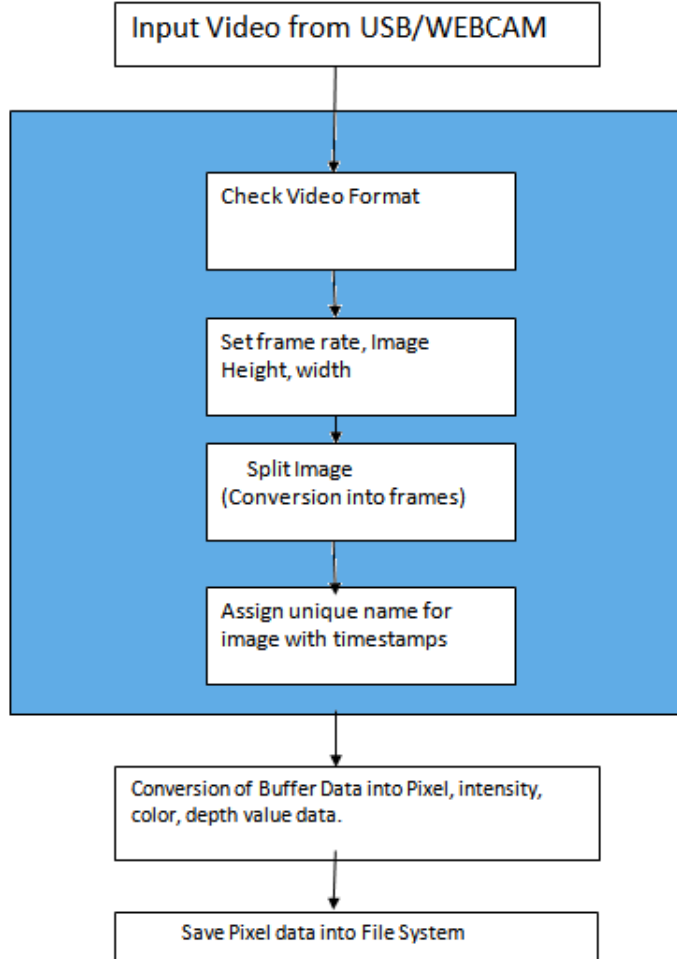 Input Video from USB/WEBCAM
Check Video Format
Set frame rate, Image
Height, width
Split Image
(Conversion into frames)
Assign unique name for
image with timestamps
Conversion of Buffer Data into Pixel, intensity,
color, depth value data.
Save Pixel data into File System